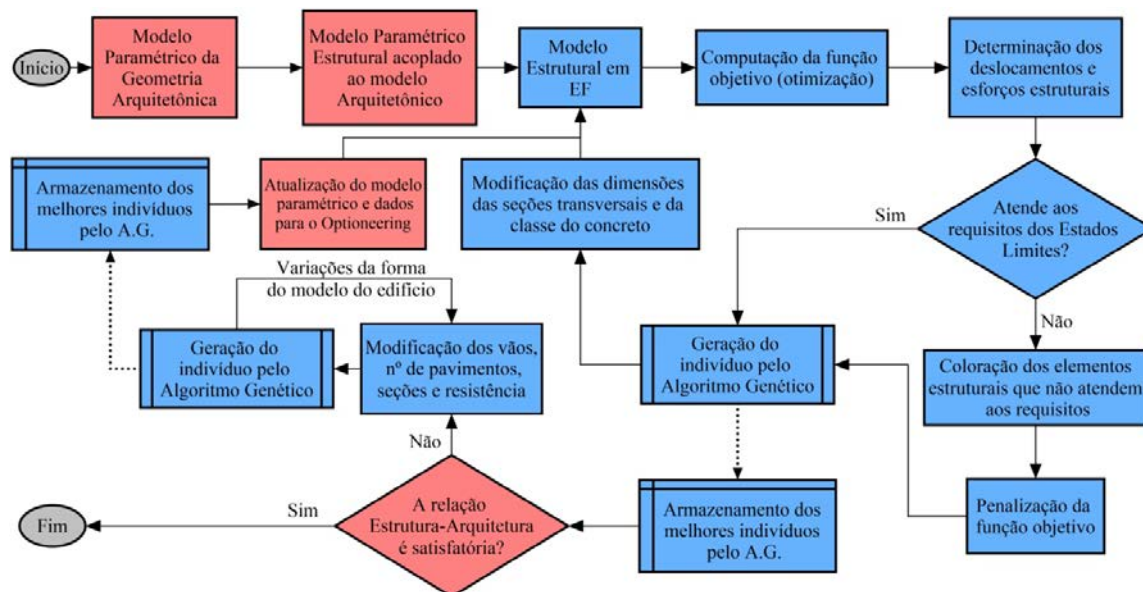 Início
Modelo
Paramétrico da
Geometria
Arquitetônica
Modelo Paramétrico
Estrutural acoplado
ao modelo
Arquitetônico
Modelo
Estrutural em
EF
Computação da função
objetivo (otimização)
Determinação dos
deslocamentos e
esforços estruturais
Armazenamento dos
melhores indivíduos
pelo A.G.
Atualização do modelo
paramétrico e dados
para o Optioneering
Modificação das dimensões
das seções transversais e da
classe do concreto
Sim
Atende aos
requisitos dos Estados
Limites?
Variações da forma
do modelo do edifício
Não
Geração do
indivíduo pelo
Algoritmo Genético
Modificação dos vãos,
nº de pavimentos,
seções e resistência
Geração do
indivíduo pelo
Algoritmo Genético
Coloração dos elementos
estruturais que não atendem
aos requisitos
Não
Fim
Sim
A relação
Estrutura-Arquitetura
é satisfatória?
Armazenamento dos
melhores indivíduos
pelo A.G.
Penalização da
função objetivo